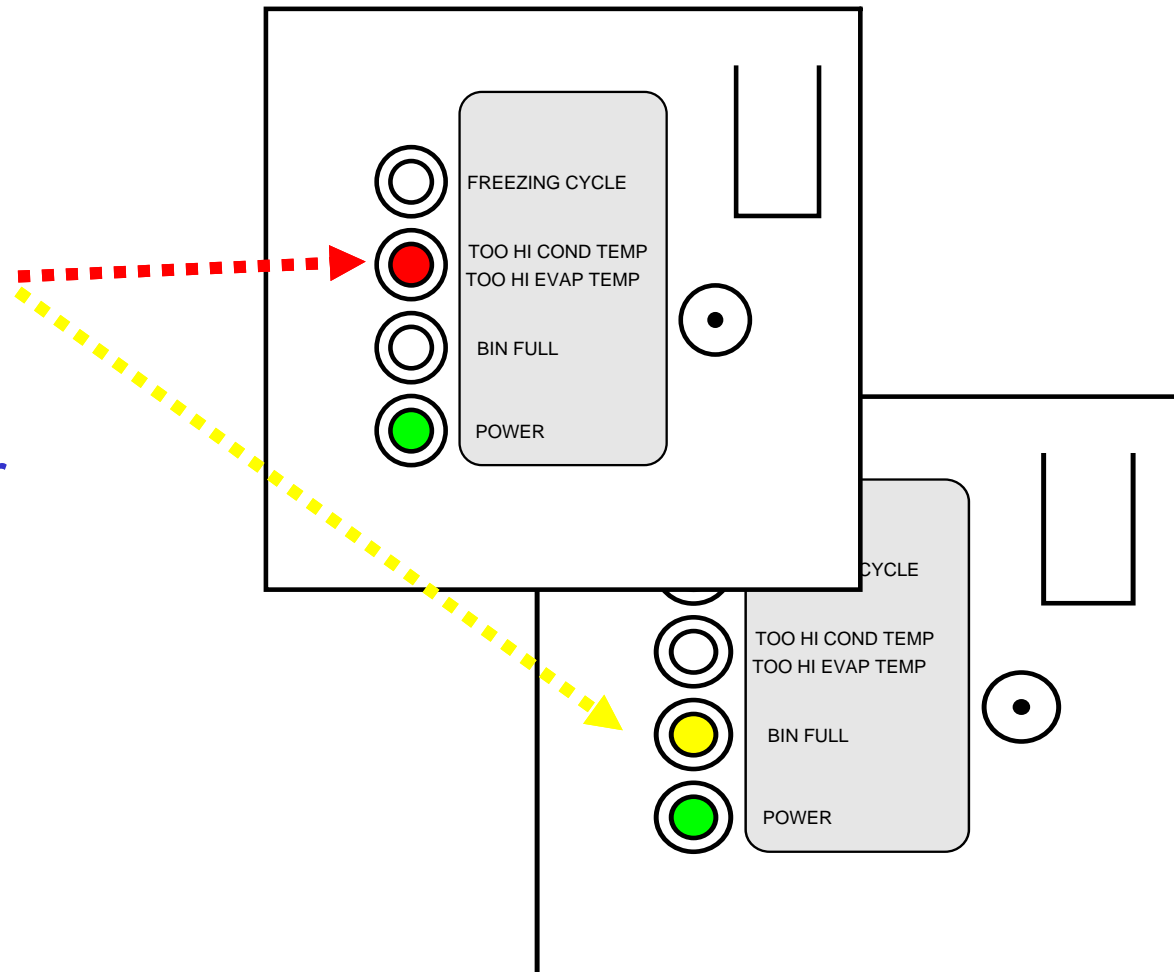 FREEZING CYCLE
TOO HI COND TEMP
TOO HI EVAP TEMP
BIN FULL
POWER
CYCLE
TOO HI COND TEMP
TOO HI EVAP TEMP
BIN FULL
POWER